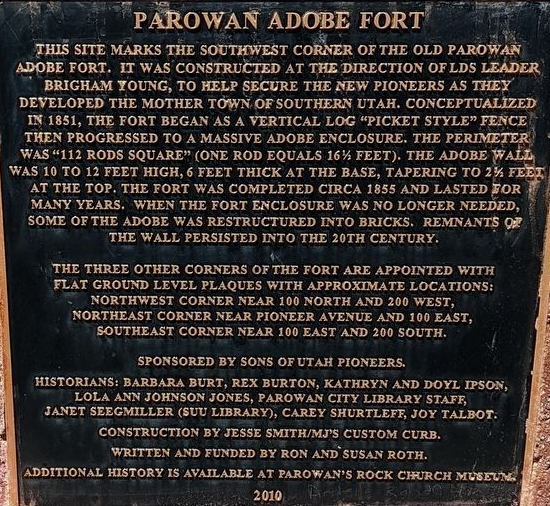 PAROWAN ADOBE FORT
THIS SITE MARKS THE SOUTHWEST CORNER OF THE OLD PAROWAN
ADOBE FORT. IT WAS CONSTRUCTED AT THE DIRECTION OF LDS LEADER
BRIGHAM YOUNG, TO HELP SECURE THE NEW PIONEERS AS THEY
DEVELOPED THE MOTHER TOWN OF SOUTHERN UTAH. CONCEPTUALIZED
IN 1851, THE FORT BEGAN AS A VERTICAL LOG "PICKET STYLE" FENCE
THEN PROGRESSED TO A MASSIVE ADOBE ENCLOSURE. THE PERIMETER
WAS "112 RODS SQUARE" (ONE ROD EQUALS 16½ FEET). THE ADOBE WALL
WAS 10 TO 12 FEET HIGH, 6 FEET THICK AT THE BASE, TAPERING TO 2½ FEET
AT THE TOP. THE FORT WAS COMPLETED CIRCA 1855 AND LASTED FOR
MANY YEARS. WHEN THE FORT ENCLOSURE WAS NO LONGER NEEDED,
SOME OF THE ADOBE WAS RESTRUCTURED INTO BRICKS. REMNANTS OF
THE WALL PERSISTED INTO THE 20TH CENTURY.
THE THREE OTHER CORNERS OF THE FORT ARE APPOINTED WITH
FLAT GROUND LEVEL PLAQUES WITH APPROXIMATE LOCATIONS:
NORTHWEST CORNER NEAR 100 NORTH AND 200 WEST,
NORTHEAST CORNER NEAR PIONEER AVENUE AND 100 EAST,
SOUTHEAST CORNER NEAR 100 EAST AND 200 SOUTH.
SPONSORED BY SONS OF UTAH PIONEERS.
HISTORIANS: BARBARA BURT, REX BURTON, KATHRYN AND DOYL IPSON,
LOLA ANN JOHNSON JONES, PAROWAN CITY LIBRARY STAFF,
JANET SEEGMILLER (SUU LIBRARY), CAREY SHURTLEFF, JOY TALBOT.
CONSTRUCTION BY JESSE SMITH/MJ'S CUSTOM CURB.
WRITTEN AND FUNDED BY RON AND SUSAN ROTH.
ADDITIONAL HISTORY IS AVAILABLE AT PAROWAN'S ROCK CHURCH MUSEUM.
2010